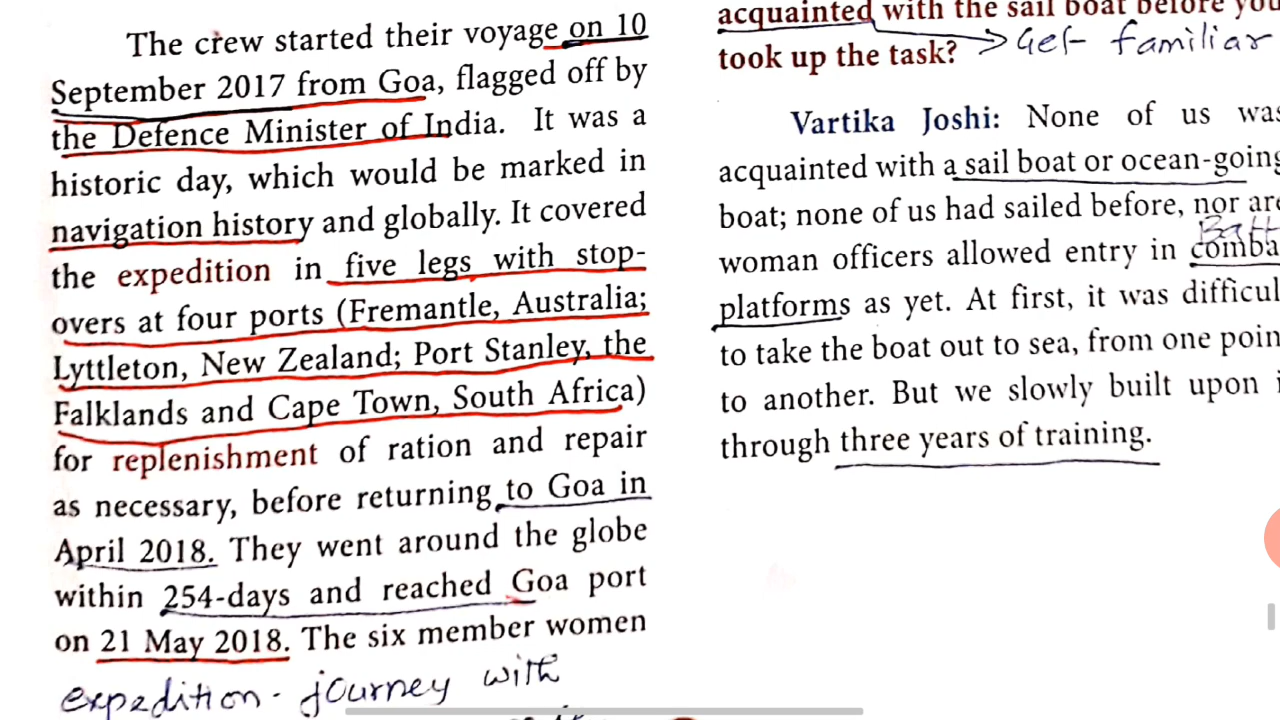 The crew started their voyage on 10
September 2017 from Goa, flagged off by
the Defence Minister of India. It was a
historic day, which would be marked in
navigation history and globally. It covered
the expedition in five legs with stop-
overs at four ports (Fremantle, Australia;
Lyttleton, New Zealand; Port Stanley, the
Falklands and Cape Town, South Africa)
for replenishment of ration and repair
as necessary, before returning to Goa in
April 2018. They went around the globe
within 254-days and reached Goa port
on 21 May 2018. The six member women
expedition - journey with
acquainted with the sail boat before you
took up the task? → Get familiar
Vartika Joshi: None of us was
acquainted with a sail boat or ocean-going
boat; none of us had sailed before, nor are
Batt
woman officers allowed entry in comba
platforms as yet. At first, it was difficul
to take the boat out to sea, from one poin
to another. But we slowly built upon i
through three years of training.